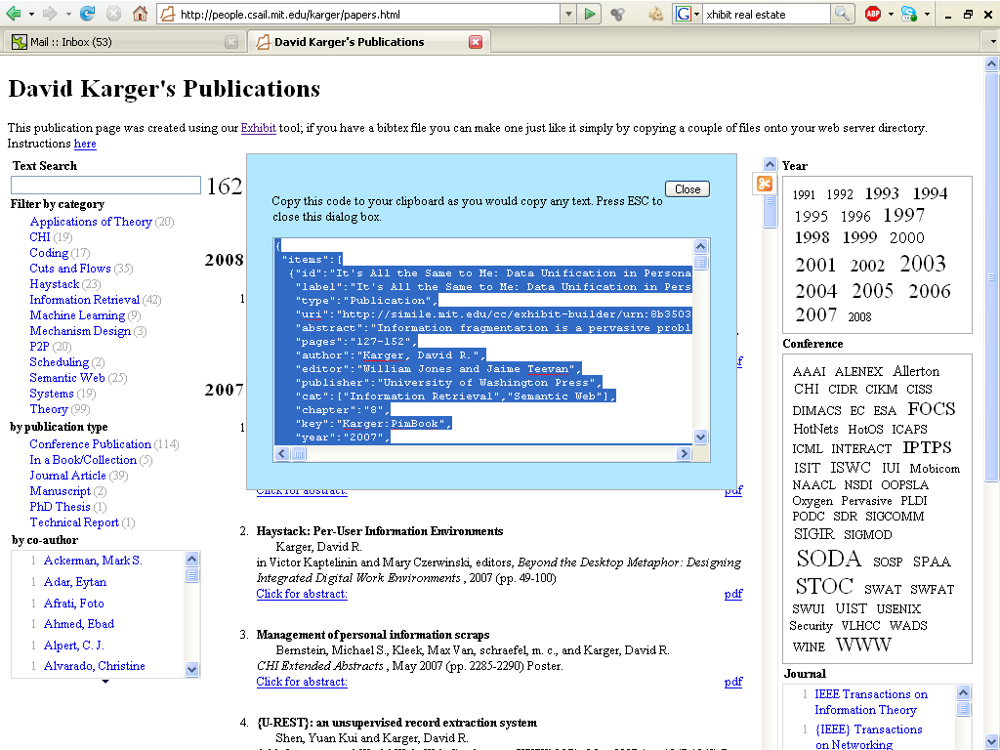 http://people.csail.mit.edu/karger/papers.html
xhibit real estate
ABP
Mail :: Inbox (53)
David Karger's Publications
David Karger's Publications
This publication page was created using our Exhibit tool; if you have a bibtex file you can make one just like it simply by copying a couple of files onto your web server directory.
Instructions here
Text Search
162
Filter by category
Applications of Theory (20)
CHI (19)
Coding (17)
Cuts and Flows (35)
Haystack (23)
Information Retrieval (42)
Machine Learning (9)
Mechanism Design (3)
P2P (20)
Scheduling (2)
Semantic Web (25)
Systems (19)
Theory (99)
by publication type
Conference Publication (114)
In a Book/Collection (5)
Journal Article (39)
Manuscript (2)
PhD Thesis (1)
Technical Report (1)
by co-author
1 Ackerman, Mark S.
1 Adar, Eytan
1 Afrati, Foto
1 Ahmed, Ebad
1 Alpert, C. J.
1 Alvarado, Christine
2008
1
2007
1
Copy this code to your clipboard as you would copy any text. Press ESC to
close this dialog box.
Close
{
"items":[
{"id":"It's All the Same to Me: Data Unification in Persona
"label":"It's All the Same to Me: Data Unification in Pers
"type":"Publication",
"uri":"http://simile.mit.edu/cc/exhibit-builder/urn:8b3503
"abstract":"Information fragmentation is a pervasive probl
"pages":"127-152",
"author":"Karger, David R.",
"editor":"William Jones and Jaime Teevan",
"publisher":"University of Washington Press",
"cat":["Information Retrieval","Semantic Web"],
"chapter":"8",
"key":"Karger:PimBook",
"year":"2007",
Click for abstract: pdf
2. Haystack: Per-User Information Environments
Karger, David R.
in Victor Kaptelinin and Mary Czerwinski, editors, Beyond the Desktop Metaphor: Designing
Integrated Digital Work Environments , 2007 (pp. 49-100)
Click for abstract: pdf
3. Management of personal information scraps
Bernstein, Michael S., Kleek, Max Van, schraefel, m. c., and Karger, David R.
CHI Extended Abstracts , May 2007 (pp. 2285-2290) Poster.
Click for abstract: pdf
4. {U-REST}: an unsupervised record extraction system
Shen, Yuan Kui and Karger, David R.
Year
1991 1992 1993 1994
1995 1996 1997
1998 1999 2000
2001 2002 2003
2004 2005 2006
2007 2008
Conference
AAAI ALENEX Allerton
CHI CIDR CIKM CISS
DIMACS EC ESA FOCS
HotNets HotOS ICAPS
ICML INTERACT IPTPS
ISIT ISWC IUI Mobicom
NAACL NSDI OOPSLA
Oxygen Pervasive PLDI
PODC SDR SIGCOMM
SIGIR SIGMOD
SODA SOSP SPAA
STOC SWAT SWFAT
SWUI UIST USENIX
Security VLHCC WADS
WINE WWW
Journal
1 IEEE Transactions on
Information Theory
1 {IEEE} Transactions
on Networking